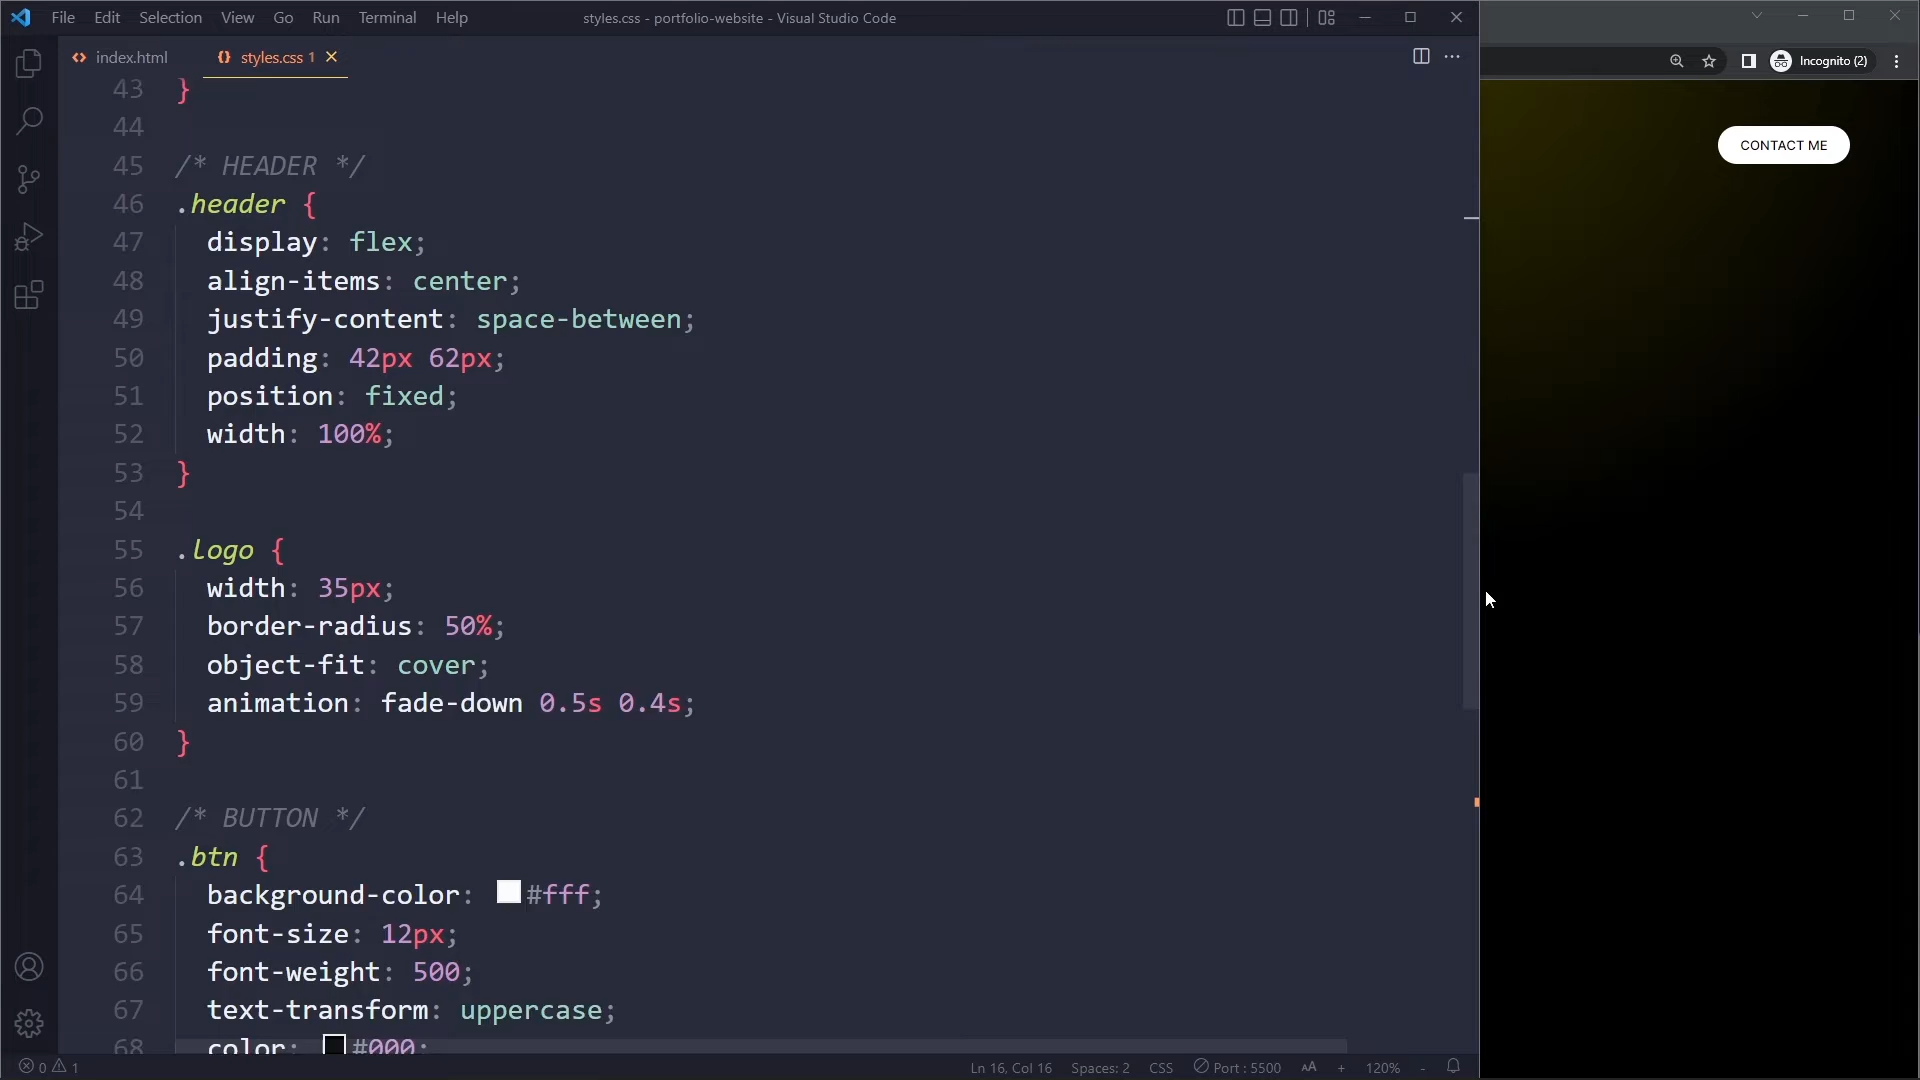 File Edit Selection View Go Run Terminal Help
styles.css - portfolio-website - Visual Studio Code
index.html
styles.css 1
Incognito (2)
43 }
44
45 /* HEADER */
46 .header {
47 display: flex;
48 align-items: center;
49 justify-content: space-between;
50 padding: 42px 62px;
51 position: fixed;
52 width: 100%;
53 }
54
55 .logo {
56 width: 35px;
57 border-radius: 50%;
58 object-fit: cover;
59 animation: fade-down 0.5s 0.4s;
60 }
61
62 /* BUTTON */
63 .btn {
64 background-color: #fff;
65 font-size: 12px;
66 font-weight: 500;
67 text-transform: uppercase;
68 color: #000;
CONTACT ME
0 1
Ln 16, Col 16 Spaces: 2 CSS Port : 5500 AA + 120% -